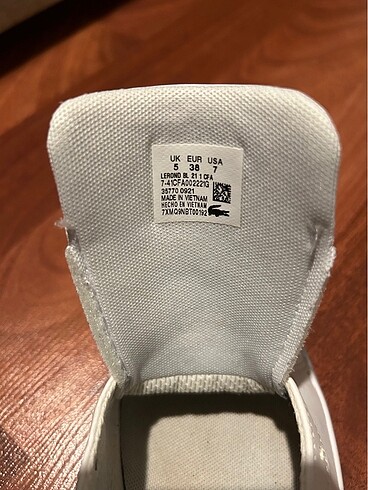 UK EUR USA
5 38 7
LEROND BL 21 1 CFA
7-41CFA002221G
35770 0921
MADE IN VIETNAM
HECHO EN VIETNAM
7XMQ9NBT00192